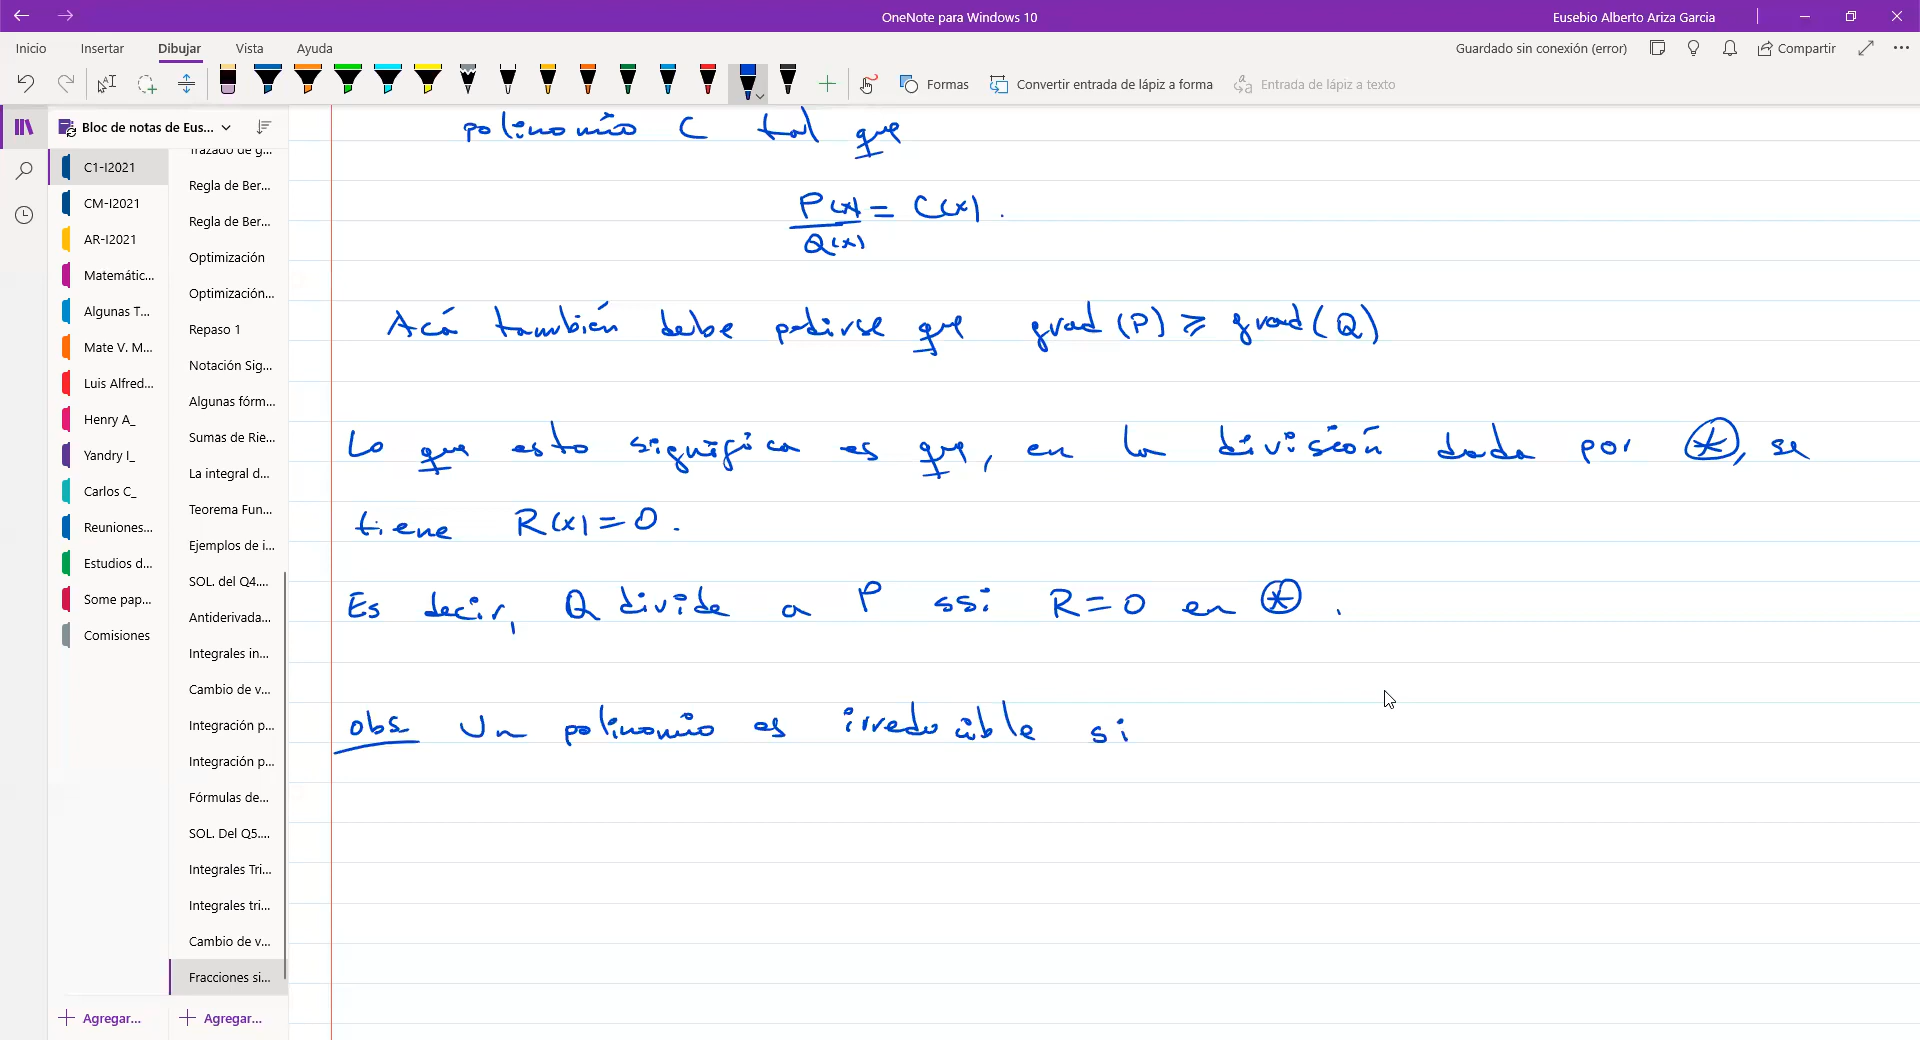 OneNote para Windows 10
Eusebio Alberto Ariza Garcia
Inicio
Insertar
Dibujar
Vista
Ayuda
Guardado sin conexión (error)
Compartir
Formas
Convertir entrada de lápiz a forma
Entrada de lápiz a texto
Bloc de notas de Eus...
C1-I2021
CM-I2021
AR-I2021
Matemátic...
Algunas T...
Mate V. M...
Luis Alfred...
Henry A_
Yandry I_
Carlos C_
Reuniones...
Estudios d...
Some pap...
Comisiones
Agregar...
Trazado de g...
Regla de Ber...
Regla de Ber...
Optimización
Optimización...
Repaso 1
Notación Sig...
Algunas fórm...
Sumas de Rie...
La integral d...
Teorema Fun...
Ejemplos de i...
SOL. del Q4....
Antiderivada...
Integrales in...
Cambio de v...
Integración p...
Integración p...
Fórmulas de...
SOL. Del Q5....
Integrales Tri...
Integrales tri...
Cambio de v...
Fracciones si...
Agregar...
polinomio C tal que
P(x) = C(x).
Q(x)
Acá también debe pedirse que grad(P) ≥ grad(Q)
Lo que esto significa es que, en la división dada por ⊛, se
tiene R(x)=0.
Es decir, Q divide a P ssi R=0 en ⊛.
obs Un polinomio es irreducible si